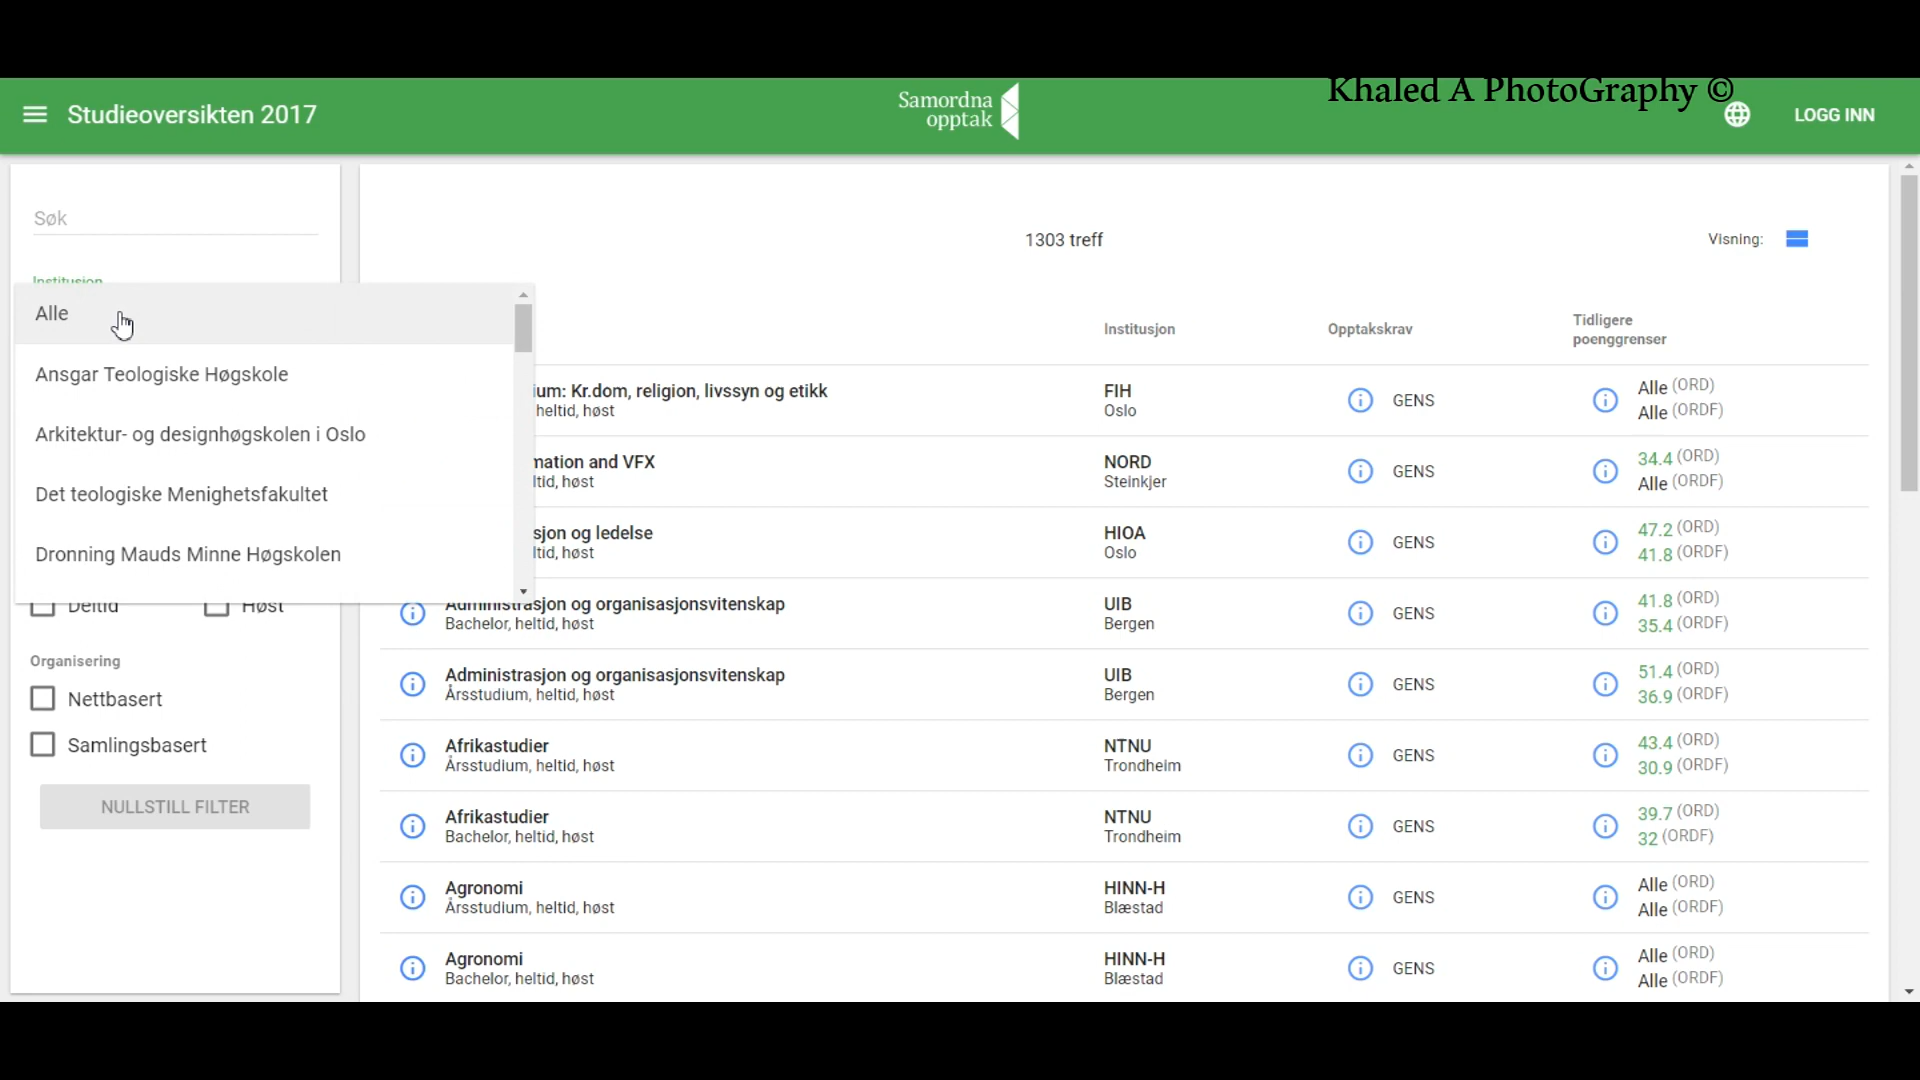 Khaled A PhotoGraphy ©
Studieoversikten 2017
Samordna
opptak
LOGG INN
Søk
Institusjon
Alle
Ansgar Teologiske Høgskole
Arkitektur- og designhøgskolen i Oslo
Det teologiske Menighetsfakultet
Dronning Mauds Minne Høgskolen
Deltid
Høst
Organisering
Nettbasert
Samlingsbasert
NULLSTILL FILTER
1303 treff
Visning:
Institusjon
Opptakskrav
Tidligere
poenggrenser
ium: Kr.dom, religion, livssyn og etikk
heltid, høst
FIH
Oslo
GENS
Alle (ORD)
Alle (ORDF)
mation and VFX
ltid, høst
NORD
Steinkjer
GENS
34.4 (ORD)
Alle (ORDF)
sjon og ledelse
ltid, høst
HIOA
Oslo
GENS
47.2 (ORD)
41.8 (ORDF)
Administrasjon og organisasjonsvitenskap
Bachelor, heltid, høst
UIB
Bergen
GENS
41.8 (ORD)
35.4 (ORDF)
Administrasjon og organisasjonsvitenskap
Årsstudium, heltid, høst
UIB
Bergen
GENS
51.4 (ORD)
36.9 (ORDF)
Afrikastudier
Årsstudium, heltid, høst
NTNU
Trondheim
GENS
43.4 (ORD)
30.9 (ORDF)
Afrikastudier
Bachelor, heltid, høst
NTNU
Trondheim
GENS
39.7 (ORD)
32 (ORDF)
Agronomi
Årsstudium, heltid, høst
HINN-H
Blæstad
GENS
Alle (ORD)
Alle (ORDF)
Agronomi
Bachelor, heltid, høst
HINN-H
Blæstad
GENS
Alle (ORD)
Alle (ORDF)